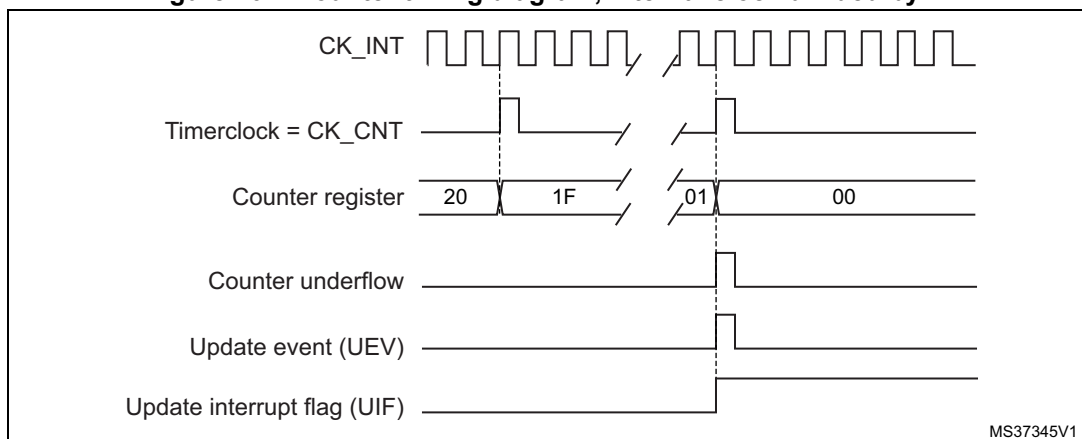 CK_INT
Timerclock = CK_CNT
Counter register
20
1F
01
00
Counter underflow
Update event (UEV)
Update interrupt flag (UIF)
MS37345V1